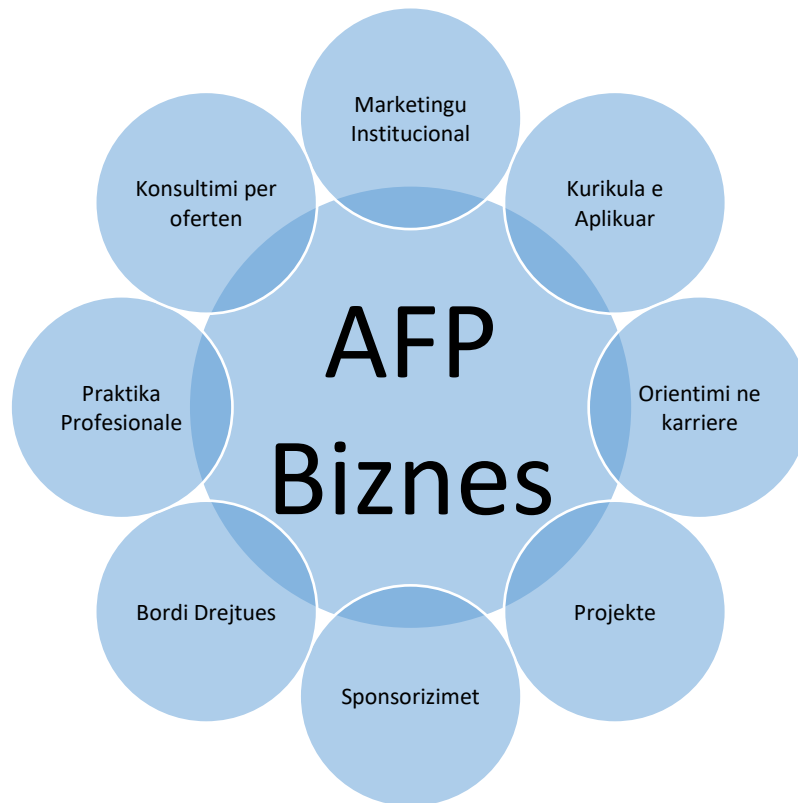 Marketingu
Institucional
Kurikula e
Aplikuar
Orientimi ne
karriere
Projekte
Sponsorizimet
Bordi Drejtues
Praktika
Profesionale
Konsultimi per
oferten
AFP
Biznes